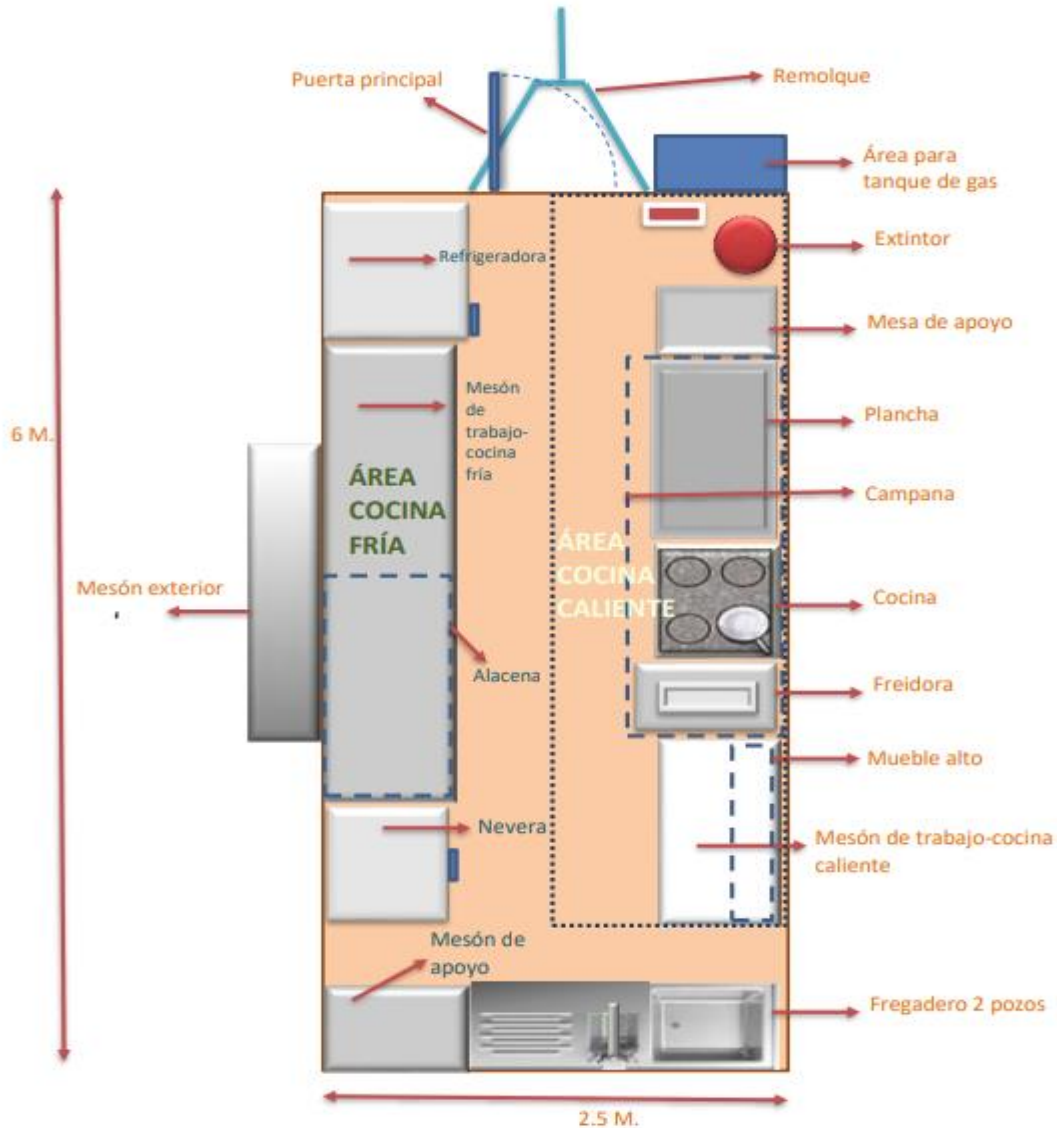 Puerta principal
Remolque
Área para
tanque de gas
Extintor
Refrigeradora
Mesa de apoyo
Mesón
de
trabajo-
cocina
fría
Plancha
6 M.
ÁREA
COCINA
FRÍA
Campana
ÁREA
COCINA
CALIENTE
Mesón exterior
Cocina
Alacena
Freidora
Mueble alto
Nevera
Mesón de trabajo-cocina
caliente
Mesón de
apoyo
Fregadero 2 pozos
2.5 M.